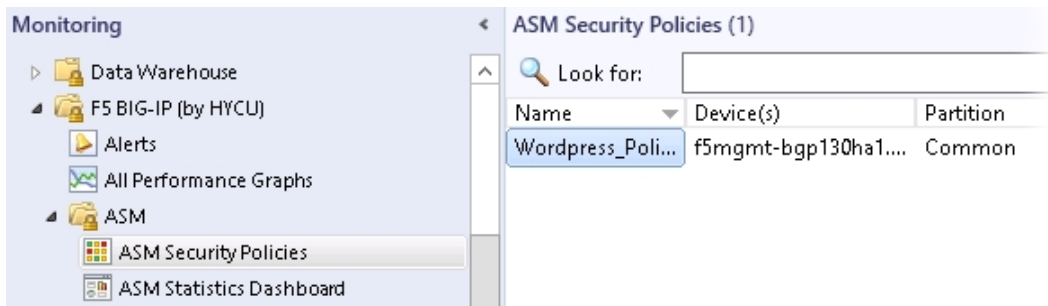 Monitoring
Data Warehouse
F5 BIG-IP (by HYCU)
Alerts
All Performance Graphs
ASM
ASM Security Policies
ASM Statistics Dashboard
ASM Security Policies (1)
Look for:
Name Device(s) Partition
Wordpress_Poli... f5mgmt-bgp130ha1.... Common